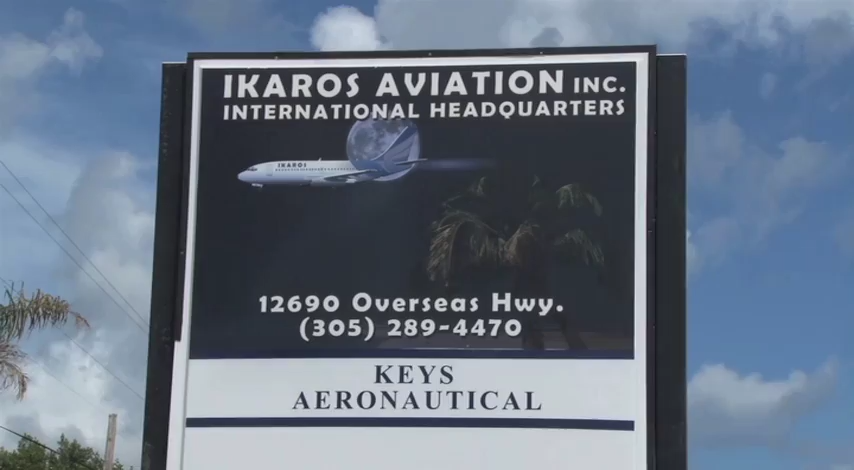 IKAROS AVIATION INC.
INTERNATIONAL HEADQUARTERS
IKAROS
12690 Overseas Hwy.
(305) 289-4470
KEYS
AERONAUTICAL